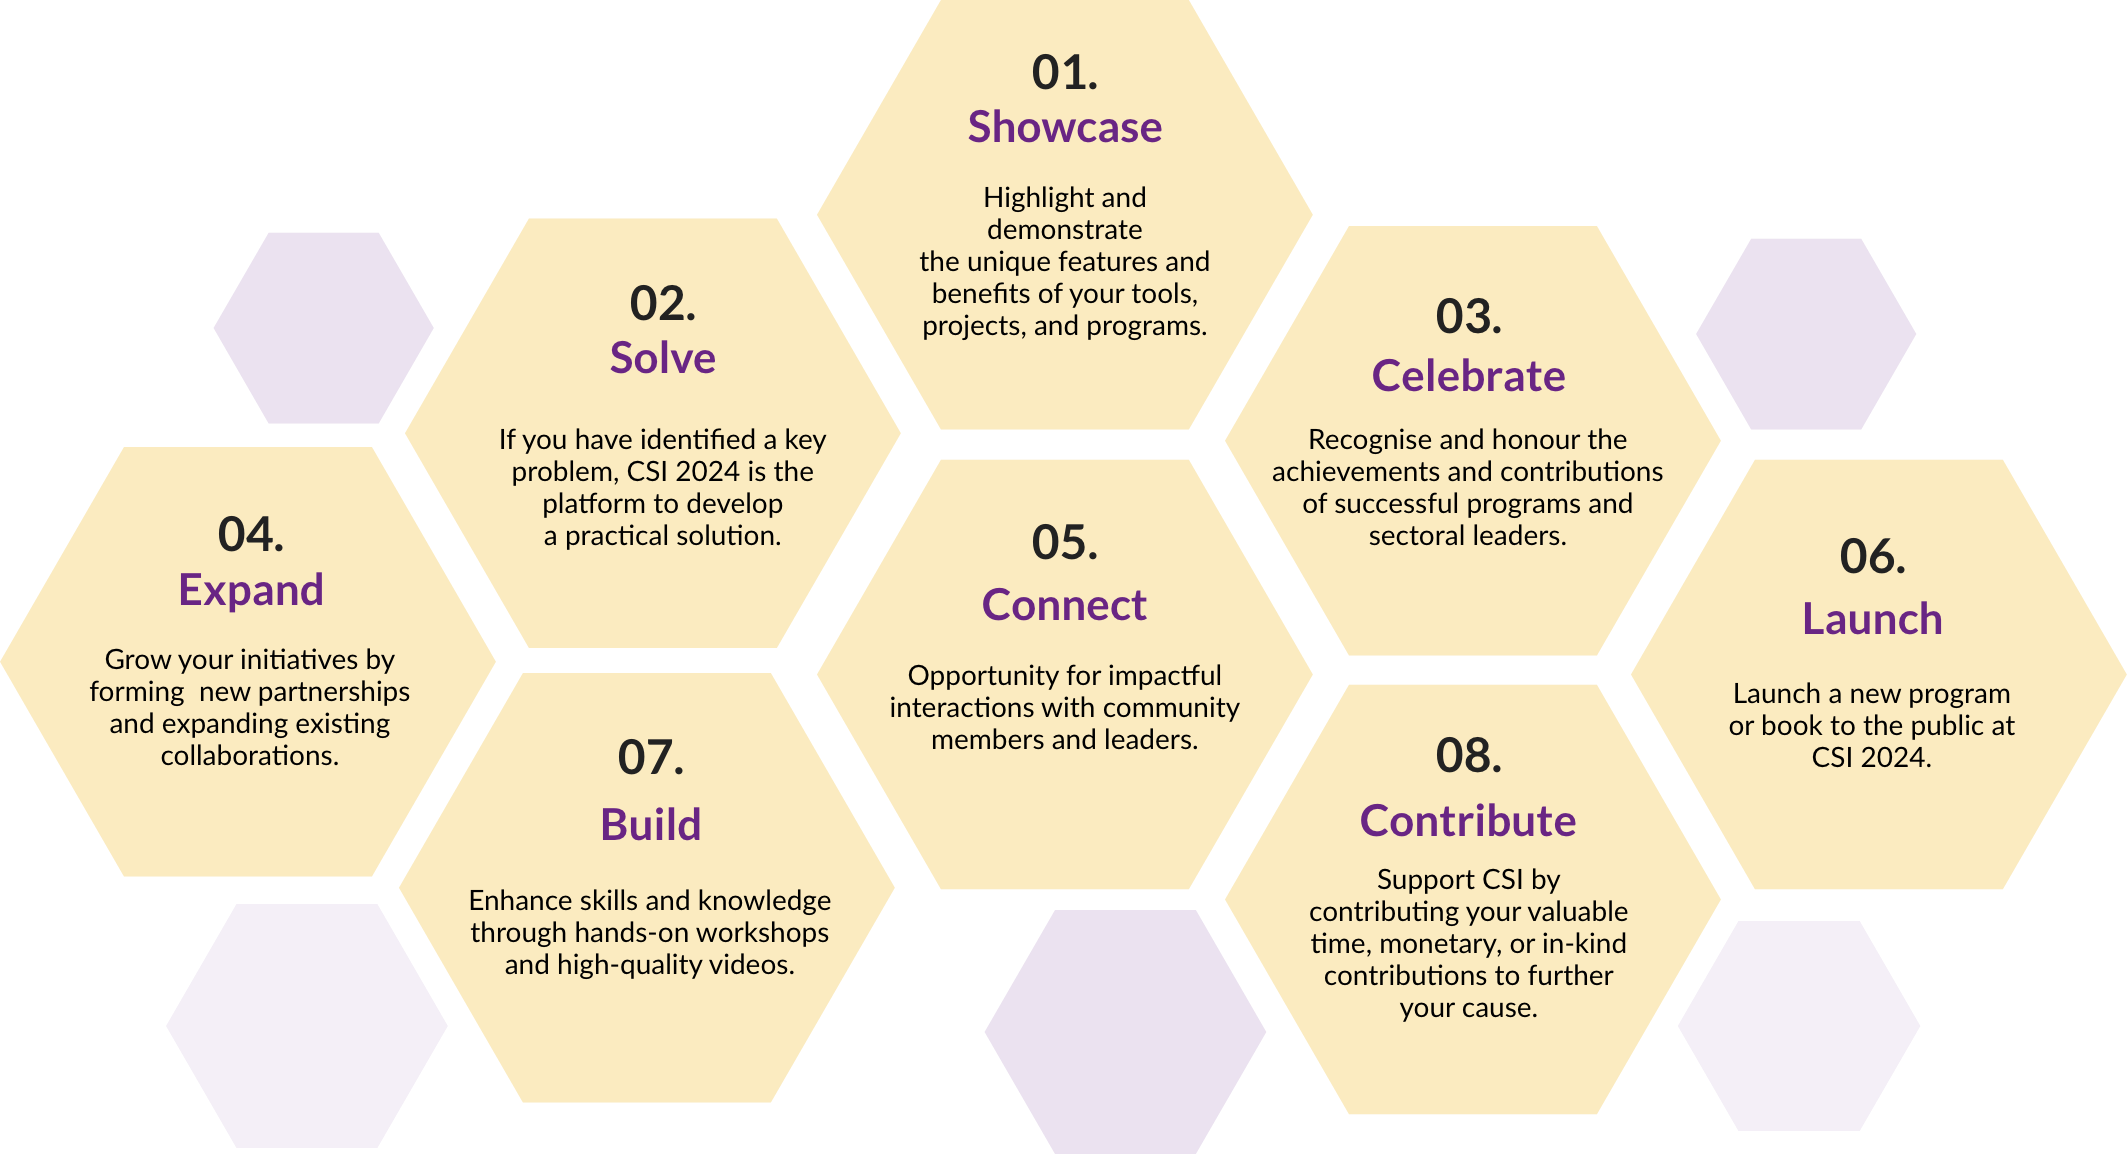 01.
Showcase
Highlight and
demonstrate
the unique features and
benefits of your tools,
projects, and programs.
02.
Solve
If you have identified a key
problem, CSI 2024 is the
platform to develop
a practical solution.
03.
Celebrate
Recognise and honour the
achievements and contributions
of successful programs and
sectoral leaders.
04.
Expand
Grow your initiatives by
forming  new partnerships
and expanding existing
collaborations.
05.
Connect
Opportunity for impactful
interactions with community
members and leaders.
06.
Launch
Launch a new program
or book to the public at
CSI 2024.
07.
Build
Enhance skills and knowledge
through hands-on workshops
and high-quality videos.
08.
Contribute
Support CSI by
contributing your valuable
time, monetary, or in-kind
contributions to further
your cause.